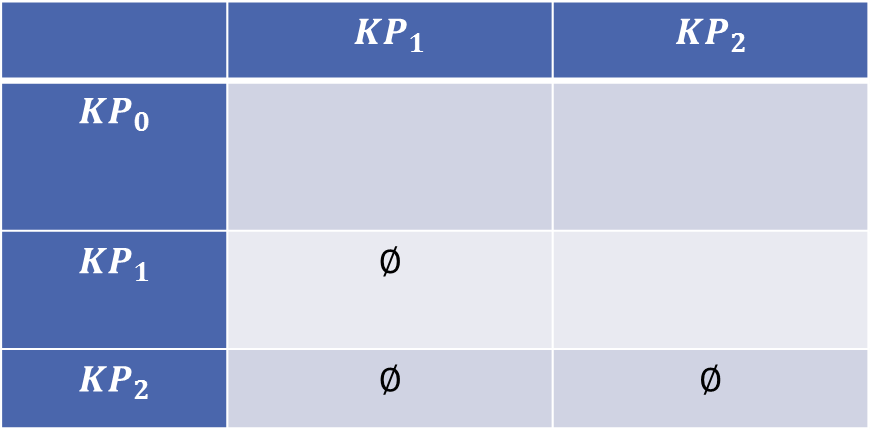 KP₁ KP₂
KP₀
KP₁ ∅
KP₂ ∅ ∅